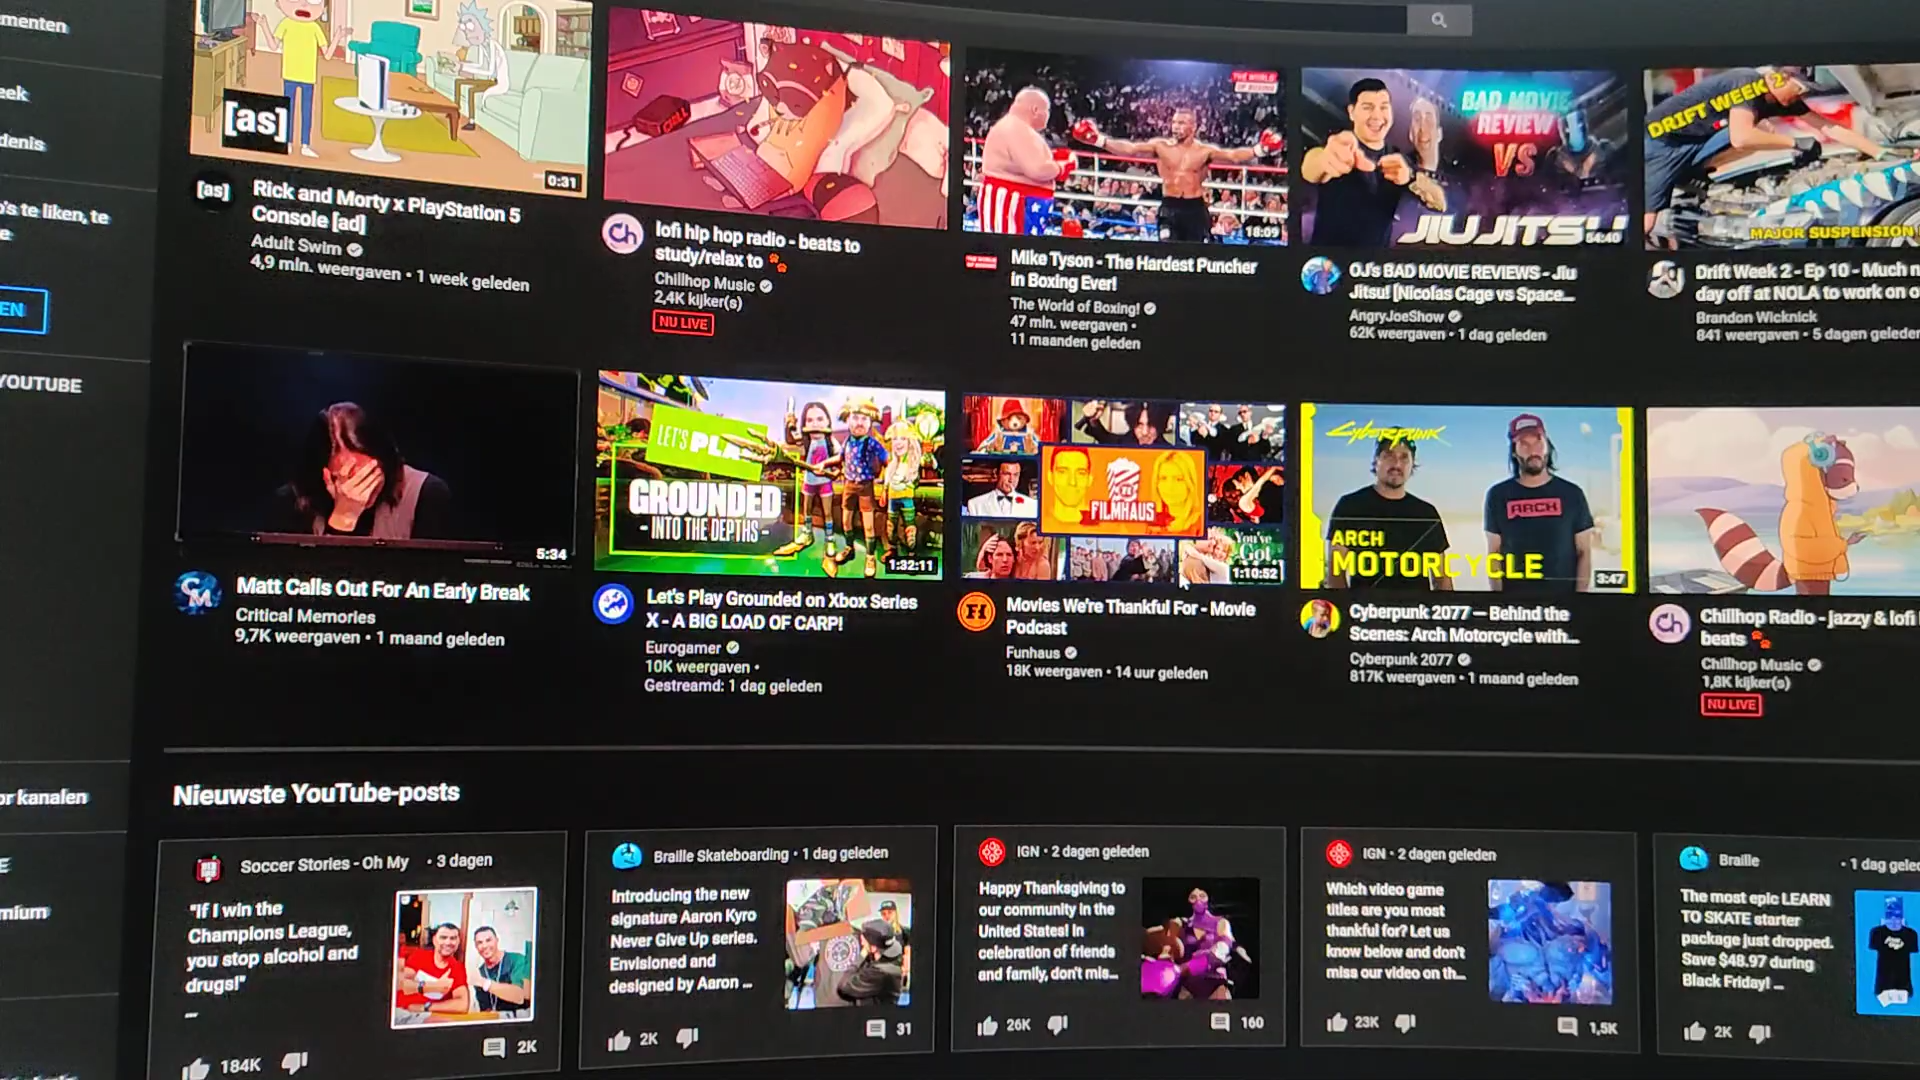 menten
eek
denis
o's te liken, te
e
EN
YOUTUBE
or kanalen
E
mium
[as]
0:31
[as]
Rick and Morty x PlayStation 5
Console [ad]
Adult Swim
4,9 mln. weergaven • 1 week geleden
Ch
lofi hip hop radio - beats to
study/relax to
Chillhop Music
2,4K kijker(s)
NU LIVE
THE WORLD
OF BOXING
18:09
Mike Tyson - The Hardest Puncher
in Boxing Ever!
The World of Boxing!
47 mln. weergaven •
11 maanden geleden
BAD MOVIE
REVIEW
VS
JIUJITSU
54:40
OJ's BAD MOVIE REVIEWS - Jiu
Jitsu! [Nicolas Cage vs Space...
AngryJoeShow
62K weergaven • 1 dag geleden
DRIFT WEEK 2
MAJOR SUSPENSION
Drift Week 2 - Ep 10 - Much n
day off at NOLA to work on o
Brandon Wicknick
841 weergaven • 5 dagen geleden
5:34
CM
Matt Calls Out For An Early Break
Critical Memories
9,7K weergaven • 1 maand geleden
LET'S PLA
GROUNDED
- INTO THE DEPTHS -
1:32:11
Let's Play Grounded on Xbox Series
X - A BIG LOAD OF CARP!
Eurogamer
10K weergaven •
Gestreamd: 1 dag geleden
FILMHAUS
You've
Got
1:10:52
FH
Movies We're Thankful For - Movie
Podcast
Funhaus
18K weergaven • 14 uur geleden
CYBERPUNK
ARCH
ARCH
MOTORCYCLE
3:47
Cyberpunk 2077 — Behind the
Scenes: Arch Motorcycle with...
Cyberpunk 2077
817K weergaven • 1 maand geleden
Ch
Chillhop Radio - jazzy & lofi
beats
Chillhop Music
1,8K kijker(s)
NU LIVE
Nieuwste YouTube-posts
Soccer Stories - Oh My • 3 dagen
"If I win the
Champions League,
you stop alcohol and
drugs!"
...
184K
2K
Braille Skateboarding • 1 dag geleden
Introducing the new
signature Aaron Kyro
Never Give Up series.
Envisioned and
designed by Aaron ...
2K
31
IGN • 2 dagen geleden
Happy Thanksgiving to
our community in the
United States! In
celebration of friends
and family, don't mis...
26K
160
IGN • 2 dagen geleden
Which video game
titles are you most
thankful for? Let us
know below and don't
miss our video on th...
23K
1,5K
Braille • 1 dag gelec
The most epic LEARN
TO SKATE starter
package just dropped.
Save $48.97 during
Black Friday! ...
2K